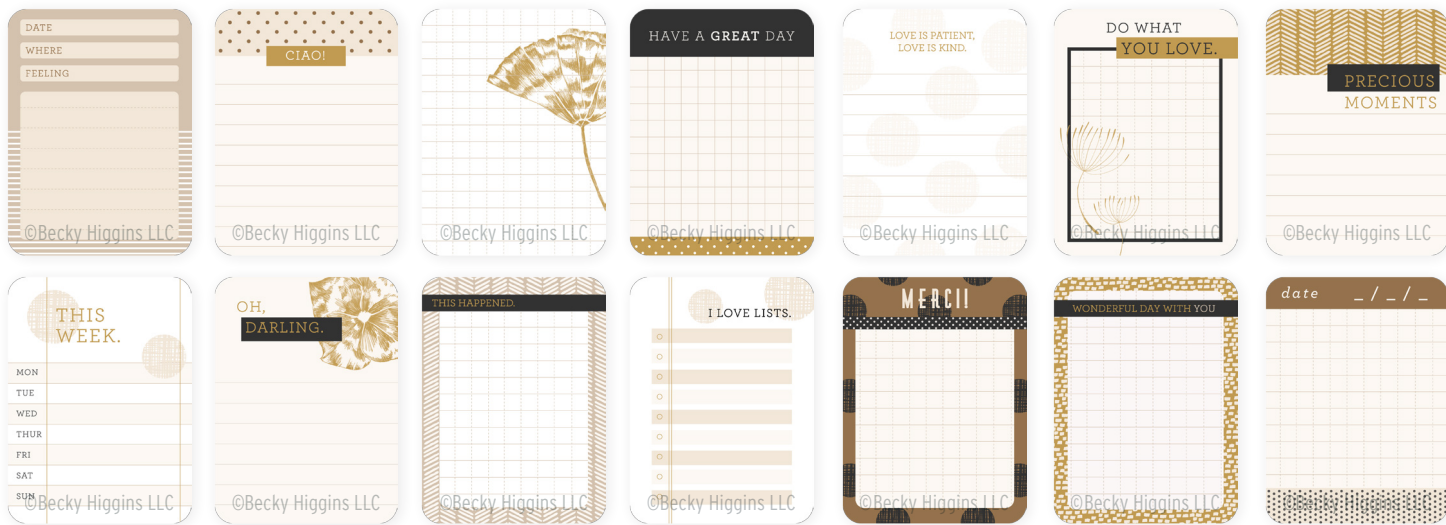 DATE
WHERE
FEELING
©Becky Higgins LLC
CIAO!
©Becky Higgins LLC
©Becky Higgins LLC
HAVE A GREAT DAY
©Becky Higgins LLC
LOVE IS PATIENT,
LOVE IS KIND.
©Becky Higgins LLC
DO WHAT
YOU LOVE.
©Becky Higgins LLC
PRECIOUS
MOMENTS
©Becky Higgins LLC
THIS
WEEK.
MON
TUE
WED
THUR
FRI
SAT
SUN
©Becky Higgins LLC
OH,
DARLING.
©Becky Higgins LLC
THIS HAPPENED.
©Becky Higgins LLC
I LOVE LISTS.
©Becky Higgins LLC
MERCI!
©Becky Higgins LLC
WONDERFUL DAY WITH YOU
©Becky Higgins LLC
date _ / _ / _
©Becky Higgins LLC